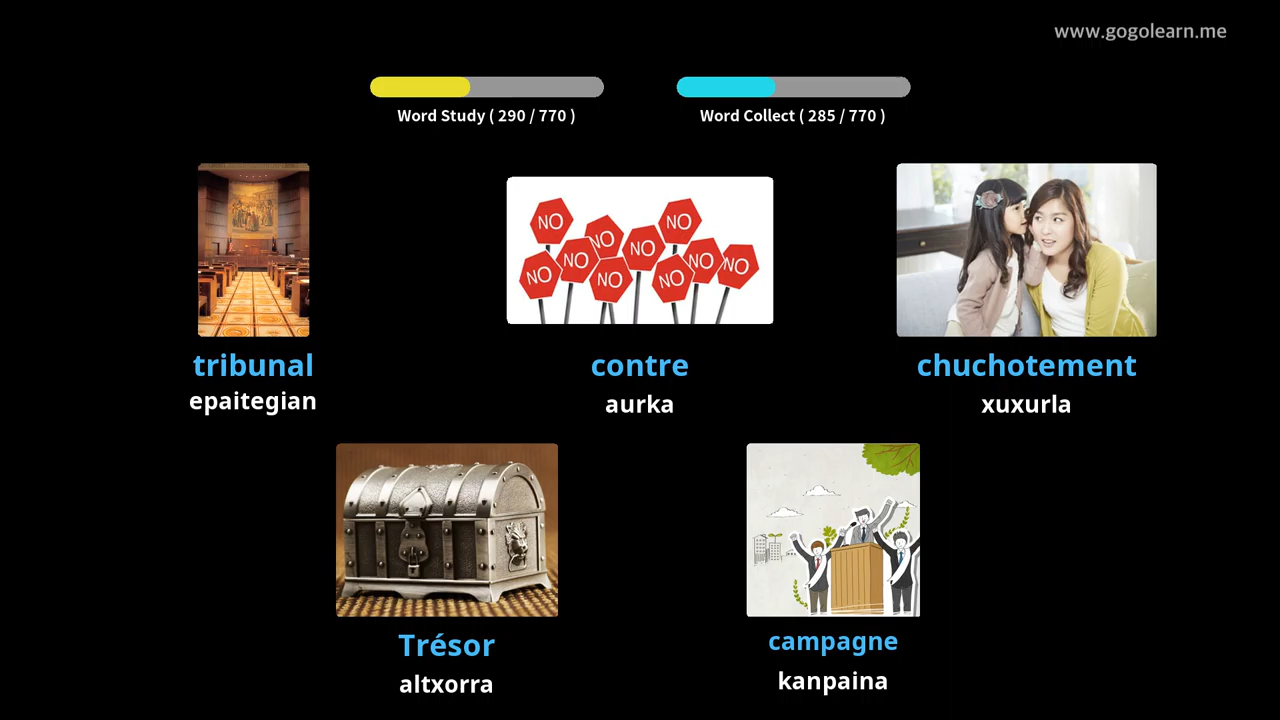 www.gogolearn.me
Word Study ( 290 / 770 )
Word Collect ( 285 / 770 )
NO
NO
NO
NO
NO
NO
NO
NO
NO
NO
tribunal
epaitegian
contre
aurka
chuchotement
xuxurla
Trésor
altxorra
campagne
kanpaina